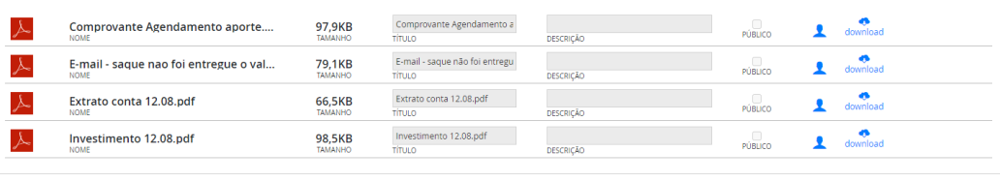 Comprovante Agendamento aporte.... 97,9KB Comprovante Agendamento a
NOME TAMANHO TÍTULO DESCRIÇÃO PÚBLICO download
E-mail - saque nao foi entregue o val... 79,1KB E-mail - saque não foi entregu
NOME TAMANHO TÍTULO DESCRIÇÃO PÚBLICO download
Extrato conta 12.08.pdf 66,5KB Extrato conta 12.08.pdf
NOME TAMANHO TÍTULO DESCRIÇÃO PÚBLICO download
Investimento 12.08.pdf 98,5KB Investimento 12.08.pdf
NOME TAMANHO TÍTULO DESCRIÇÃO PÚBLICO download